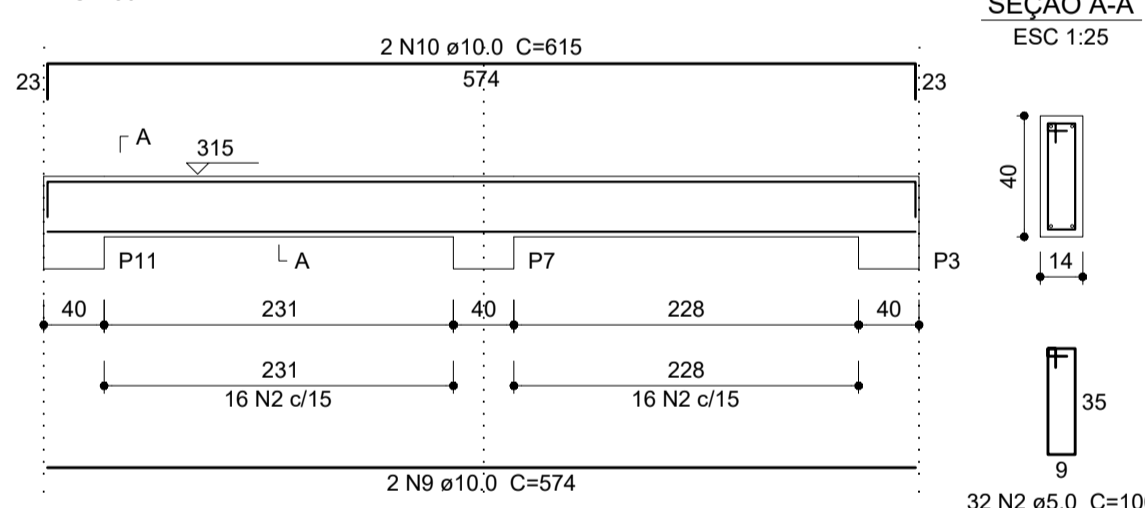 SEÇÃO A-A
ESC 1:25
2 N10 ø10.0 C=615
23
574
23
A
315
40
14
A
P11
P7
P3
40
231
40
228
40
231
16 N2 c/15
228
16 N2 c/15
35
9
2 N9 ø10.0 C=574
32 N2 ø5.0